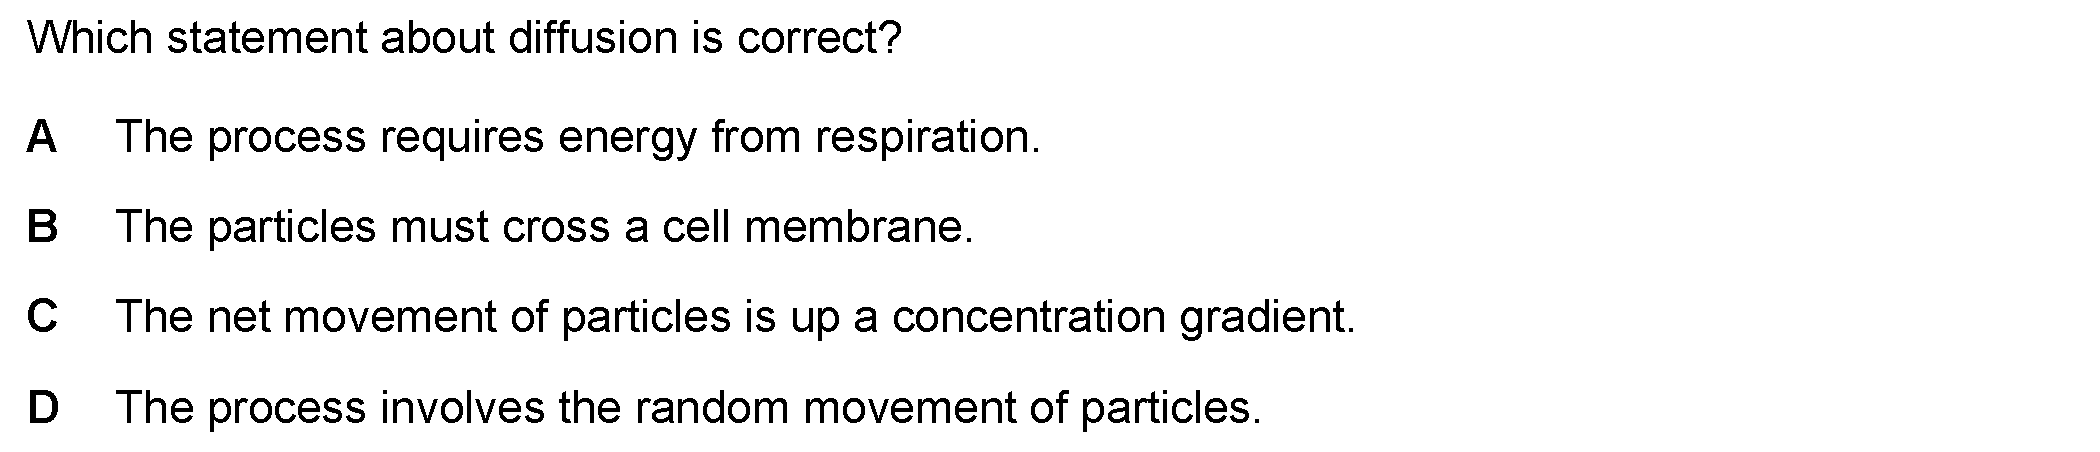 Which statement about diffusion is correct?
A The process requires energy from respiration.
B The particles must cross a cell membrane.
C The net movement of particles is up a concentration gradient.
D The process involves the random movement of particles.